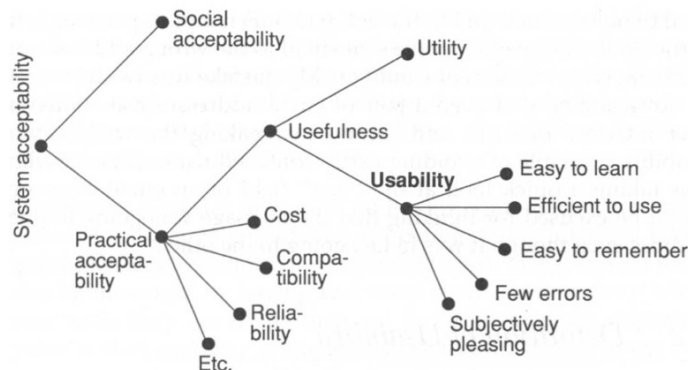 Social
acceptability
Utility
System acceptability
Usefulness
Usability
Easy to learn
Efficient to use
Cost
Practical
accepta-
bility
Compa-
tibility
Easy to remember
Few errors
Relia-
bility
Subjectively
pleasing
Etc.